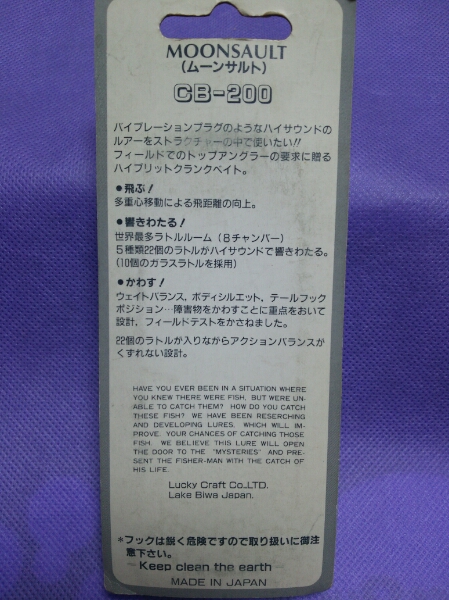 MOONSAULT
(ムーンサルト)
CB-200
バイブレーションプラグのようなハイサウンドの
ルアーをストラクチャーの中で使いたい!!
フィールドでのトップアングラーの要求に贈る
ハイブリットクランクベイト。
●飛ぶ!
多重心移動による飛距離の向上。
●響きわたる!
世界最多ラトルルーム(8チャンバー)
5種類22個のラトルがハイサウンドで響きわたる。
(10個のガラスラトルを採用)
●かわす!
ウェイトバランス, ボディシルエット, テールフック
ポジション…障害物をかわすことに重点をおいて
設計, フィールドテストをかさねました。
22個のラトルが入りながらアクションバランスが
くずれない設計。
HAVE YOU EVER BEEN IN A SITUATION WHERE
YOU KNEW THERE WERE FISH, BUT WERE UN-
ABLE TO CATCH THEM? HOW DO YOU CATCH
THESE FISH? WE HAVE BEEN RESERCHING
AND DEVELOPING LURES, WHICH WILL IM-
PROVE YOUR CHANCES OF CATCHING THOSE
FISH. WE BELIEVE THIS LURE WILL OPEN
THE DOOR TO THE "MYSTERIES" AND PRE-
SENT THE FISHER-MAN WITH THE CATCH OF
HIS LIFE.
Lucky Craft Co.,LTD.
Lake Biwa Japan.
*フックは鋭く危険ですので取り扱いに御注
意下さい。
- Keep clean the earth -
MADE IN JAPAN